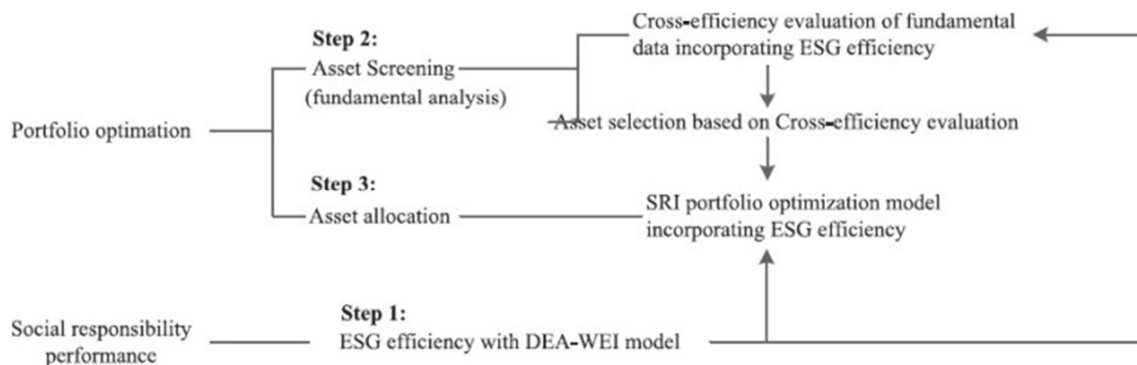 Cross-efficiency evaluation of fundamental
data incorporating ESG efficiency
Step 2:
Asset Screening
(fundamental analysis)
Portfolio optimation
Asset selection based on Cross-efficiency evaluation
Step 3:
Asset allocation
SRI portfolio optimization model
incorporating ESG efficiency
Step 1:
ESG efficiency with DEA-WEI model
Social responsibility
performance